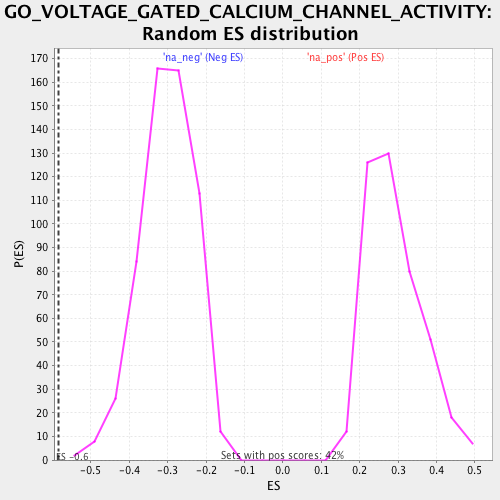 GO_VOLTAGE_GATED_CALCIUM_CHANNEL_ACTIVITY:
Random ES distribution
'na_neg' (Neg ES) 'na_pos' (Pos ES)
170
160
150
140
130
120
110
100
90
80
70
60
50
40
30
20
10
0
P(ES)
ES -0.6
Sets with pos scores: 42%
-0.5 -0.4 -0.3 -0.2 -0.1 0.0 0.1 0.2 0.3 0.4 0.5
ES